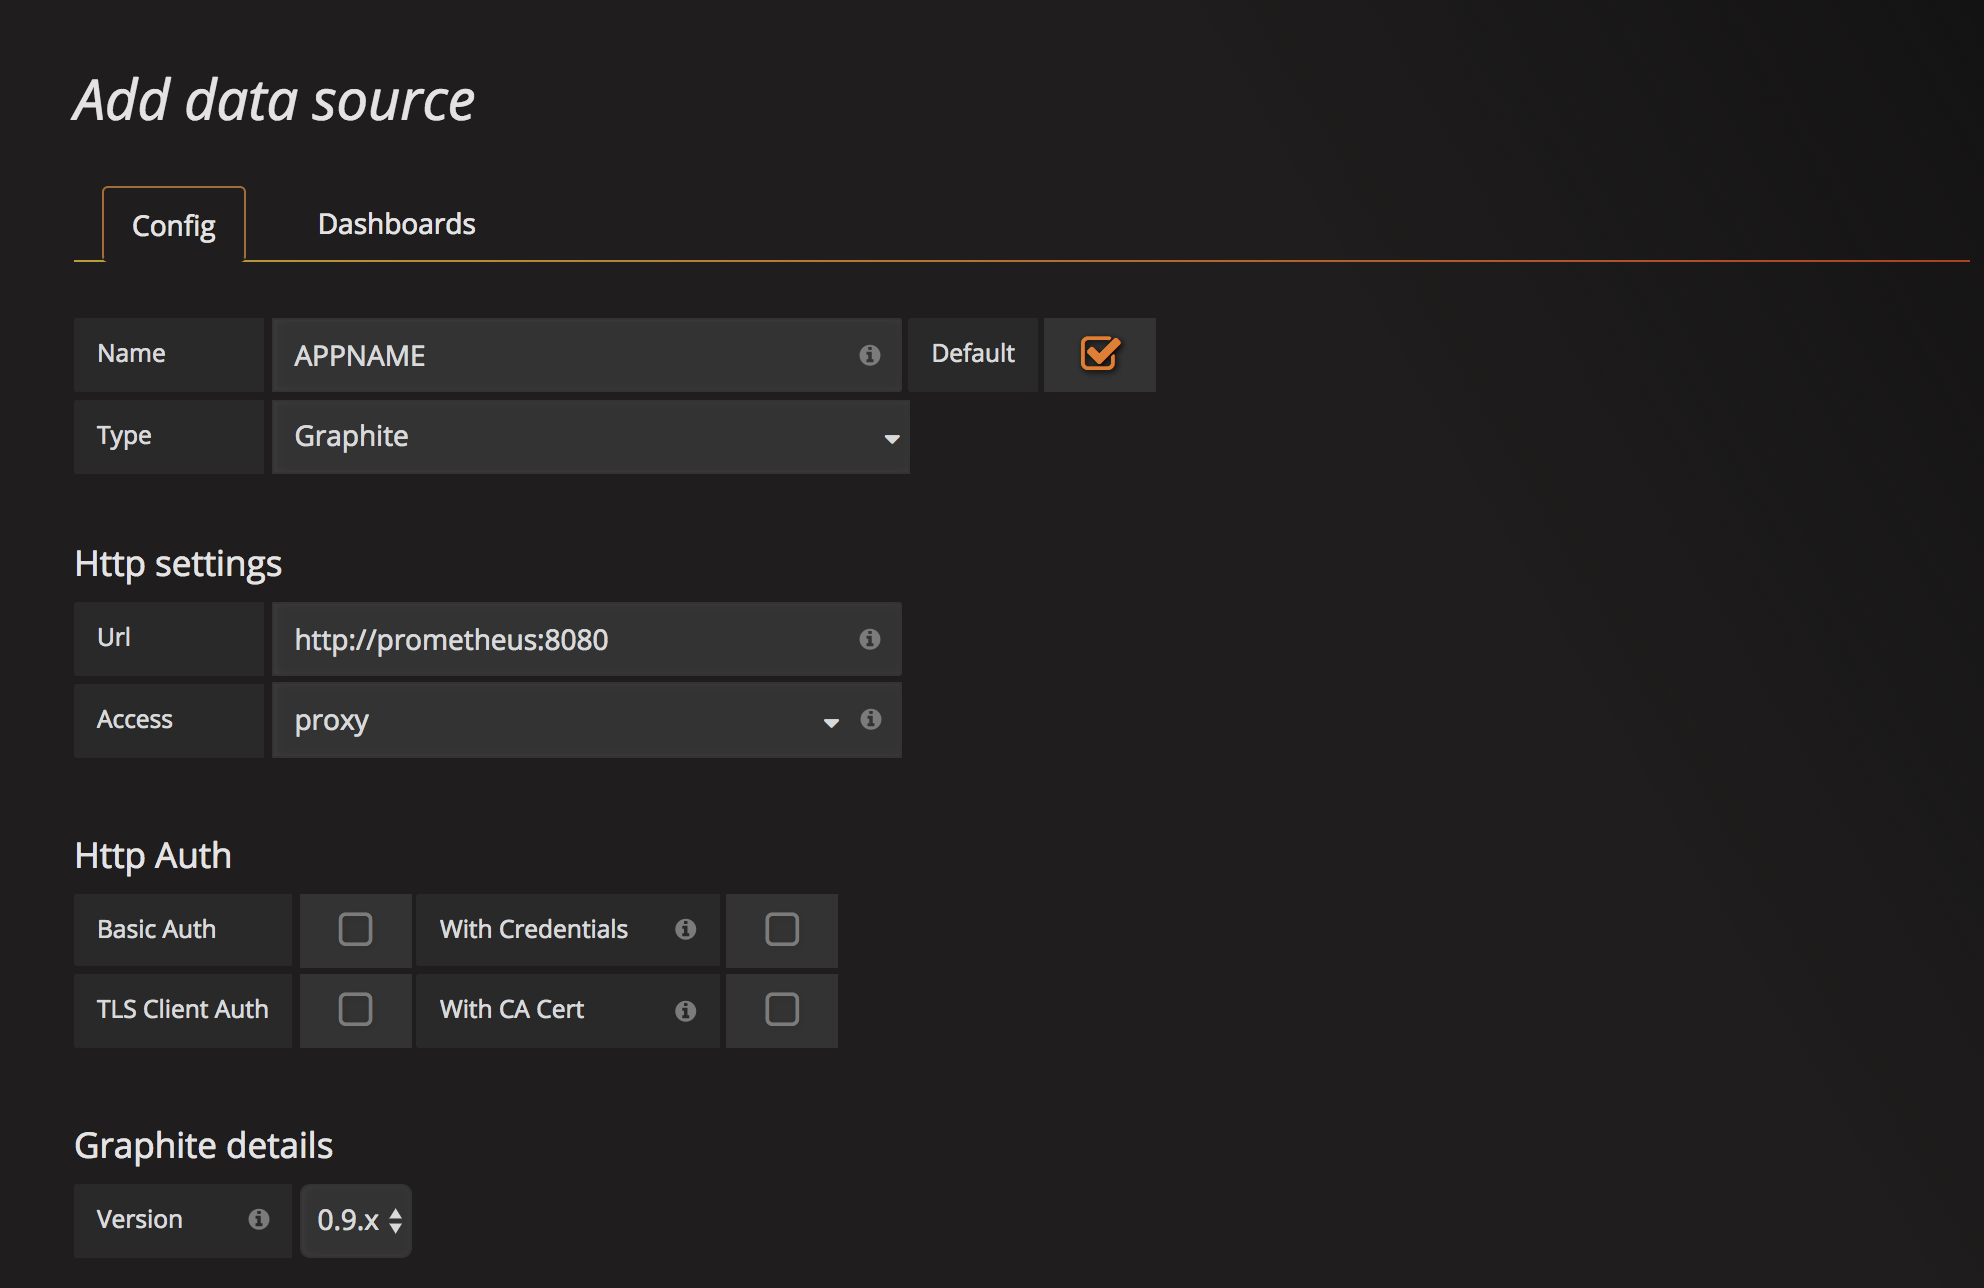 Add data source
Config Dashboards
Name APPNAME Default
Type Graphite
Http settings
Url http://prometheus:8080
Access proxy
Http Auth
Basic Auth With Credentials
TLS Client Auth With CA Cert
Graphite details
Version 0.9.x